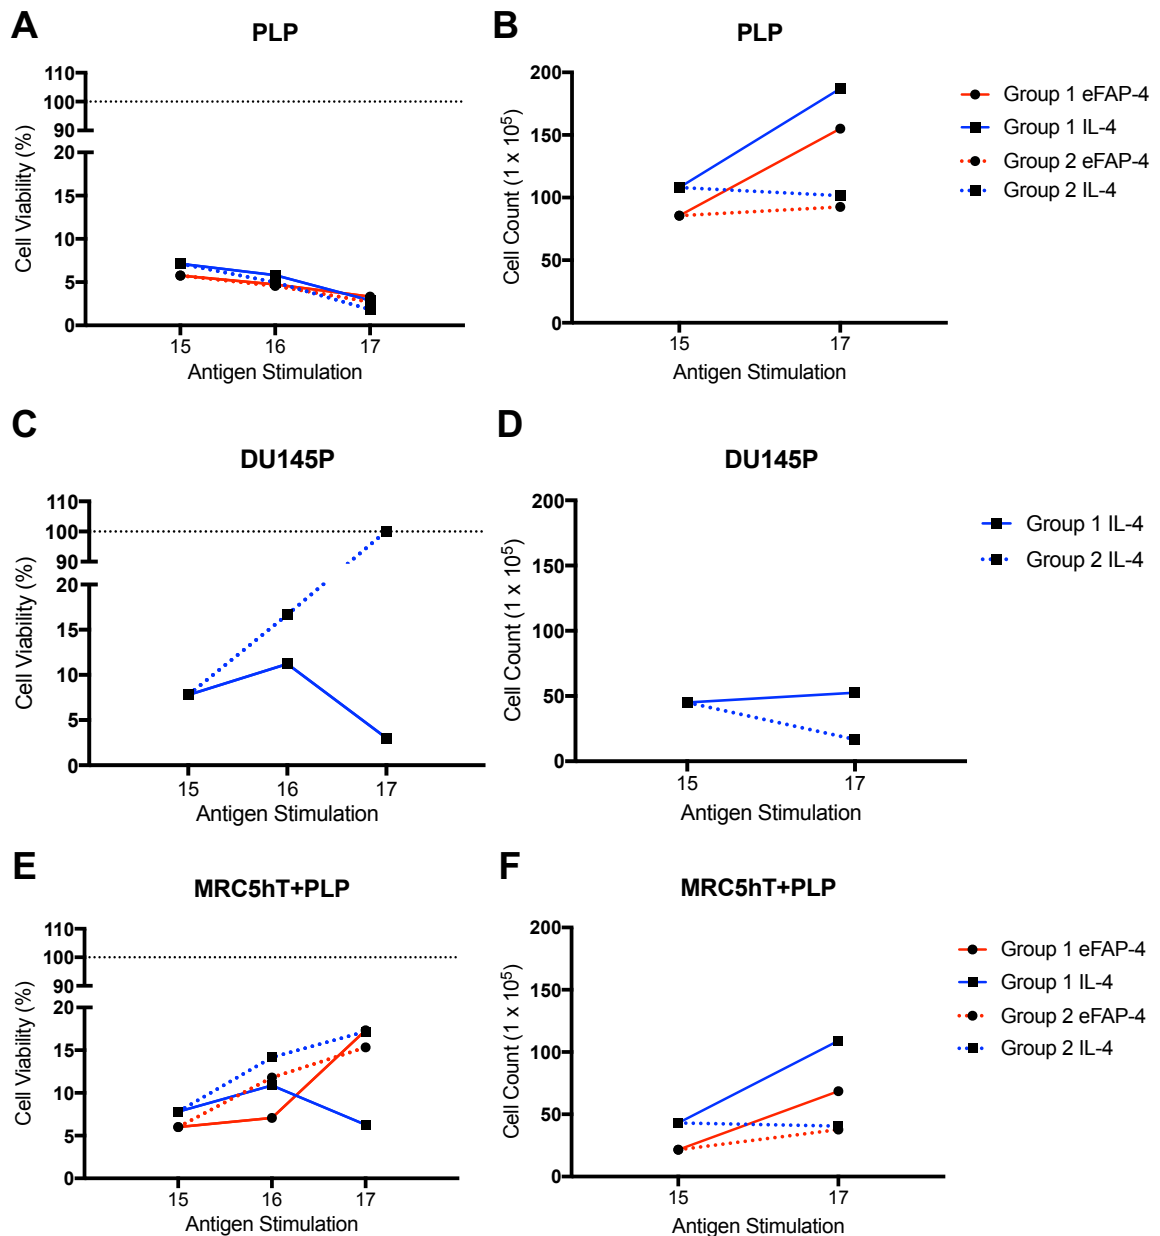 A
PLP
Cell Viability (%)
110
100
90
20
15
10
5
0
15
16
17
Antigen Stimulation
B
PLP
Cell Count (1 x 10⁵)
200
150
100
50
0
15
17
Antigen Stimulation
Group 1 eFAP-4
Group 1 IL-4
Group 2 eFAP-4
Group 2 IL-4
C
DU145P
Cell Viability (%)
110
100
90
20
15
10
5
0
15
16
17
Antigen Stimulation
D
DU145P
Cell Count (1 x 10⁵)
200
150
100
50
0
15
17
Antigen Stimulation
Group 1 IL-4
Group 2 IL-4
E
MRC5hT+PLP
Cell Viability (%)
110
100
90
20
15
10
5
0
15
16
17
Antigen Stimulation
F
MRC5hT+PLP
Cell Count (1 x 10⁵)
200
150
100
50
0
15
17
Antigen Stimulation
Group 1 eFAP-4
Group 1 IL-4
Group 2 eFAP-4
Group 2 IL-4